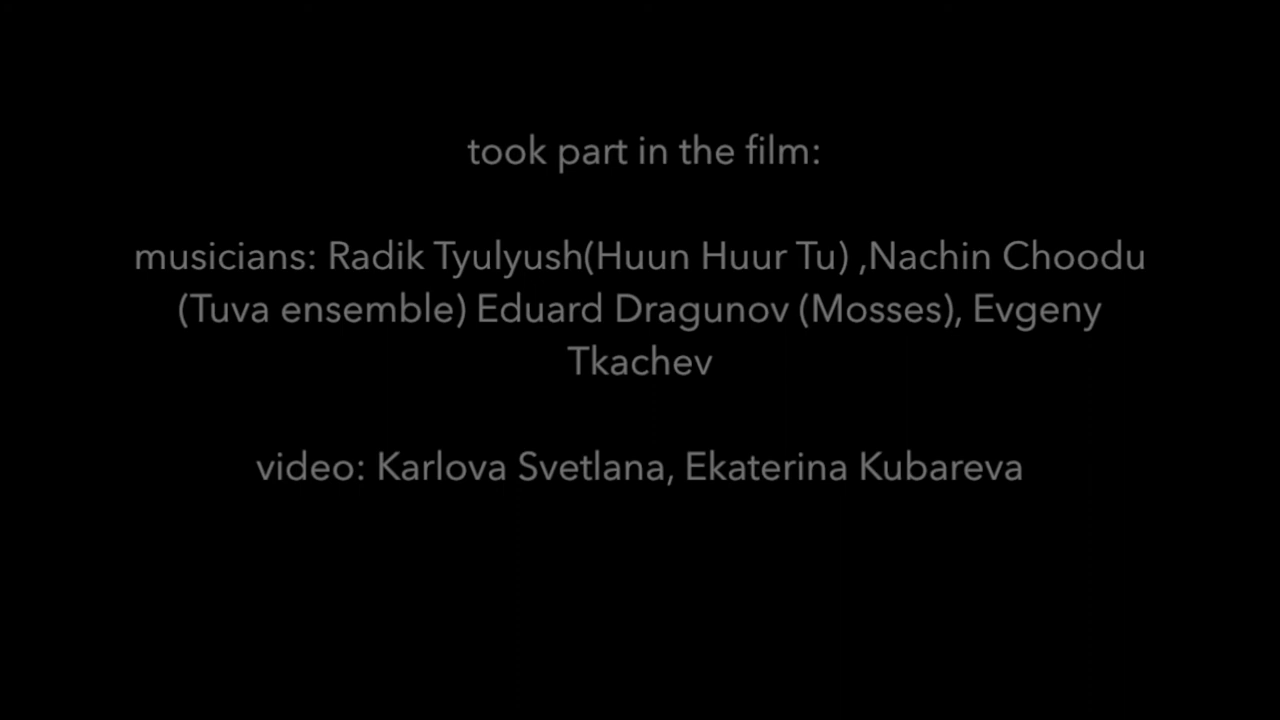 took part in the film:
musicians: Radik Tyulyush(Huun Huur Tu) ,Nachin Choodu
(Tuva ensemble) Eduard Dragunov (Mosses), Evgeny
Tkachev
video: Karlova Svetlana, Ekaterina Kubareva